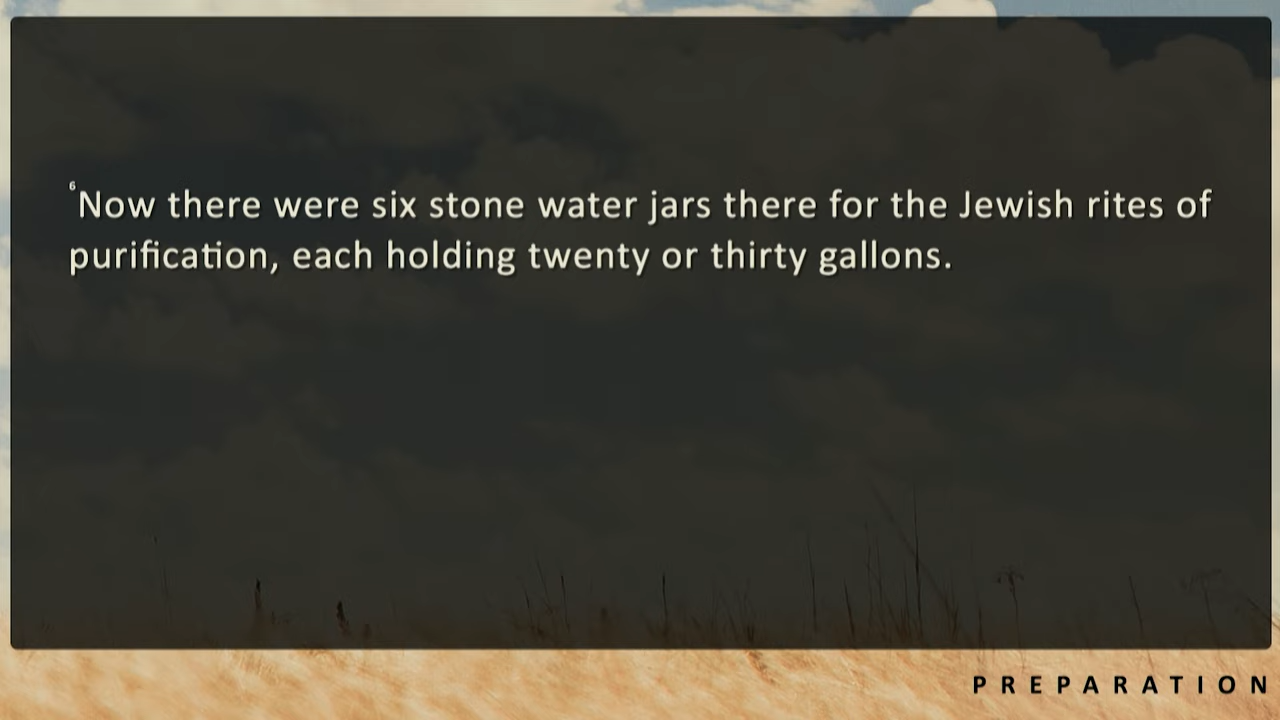 ⁶Now there were six stone water jars there for the Jewish rites of
purification, each holding twenty or thirty gallons.
PREPARATION